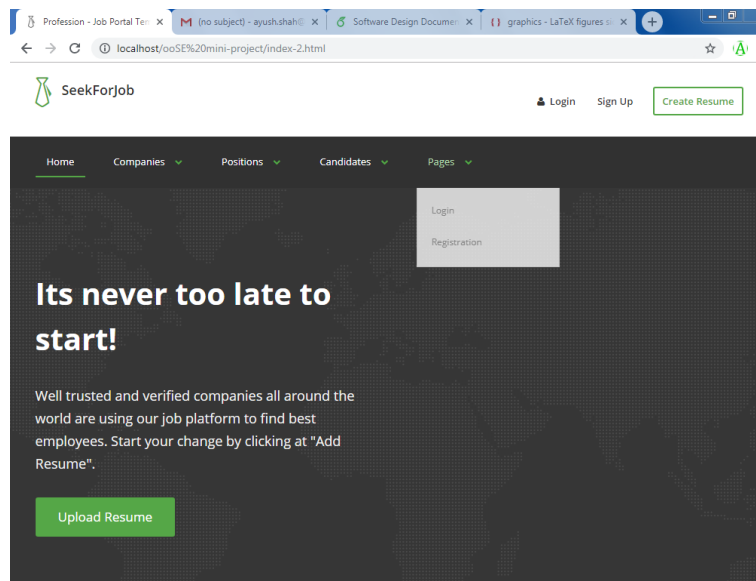 Profession - Job Portal Ten
(no subject) - ayush.shah@
Software Design Documen
graphics - LaTeX figures si
localhost/ooSE%20mini-project/index-2.html
SeekForJob
Login Sign Up Create Resume
Home Companies Positions Candidates Pages
Login
Registration
Its never too late to
start!
Well trusted and verified companies all around the
world are using our job platform to find best
employees. Start your change by clicking at "Add
Resume".
Upload Resume